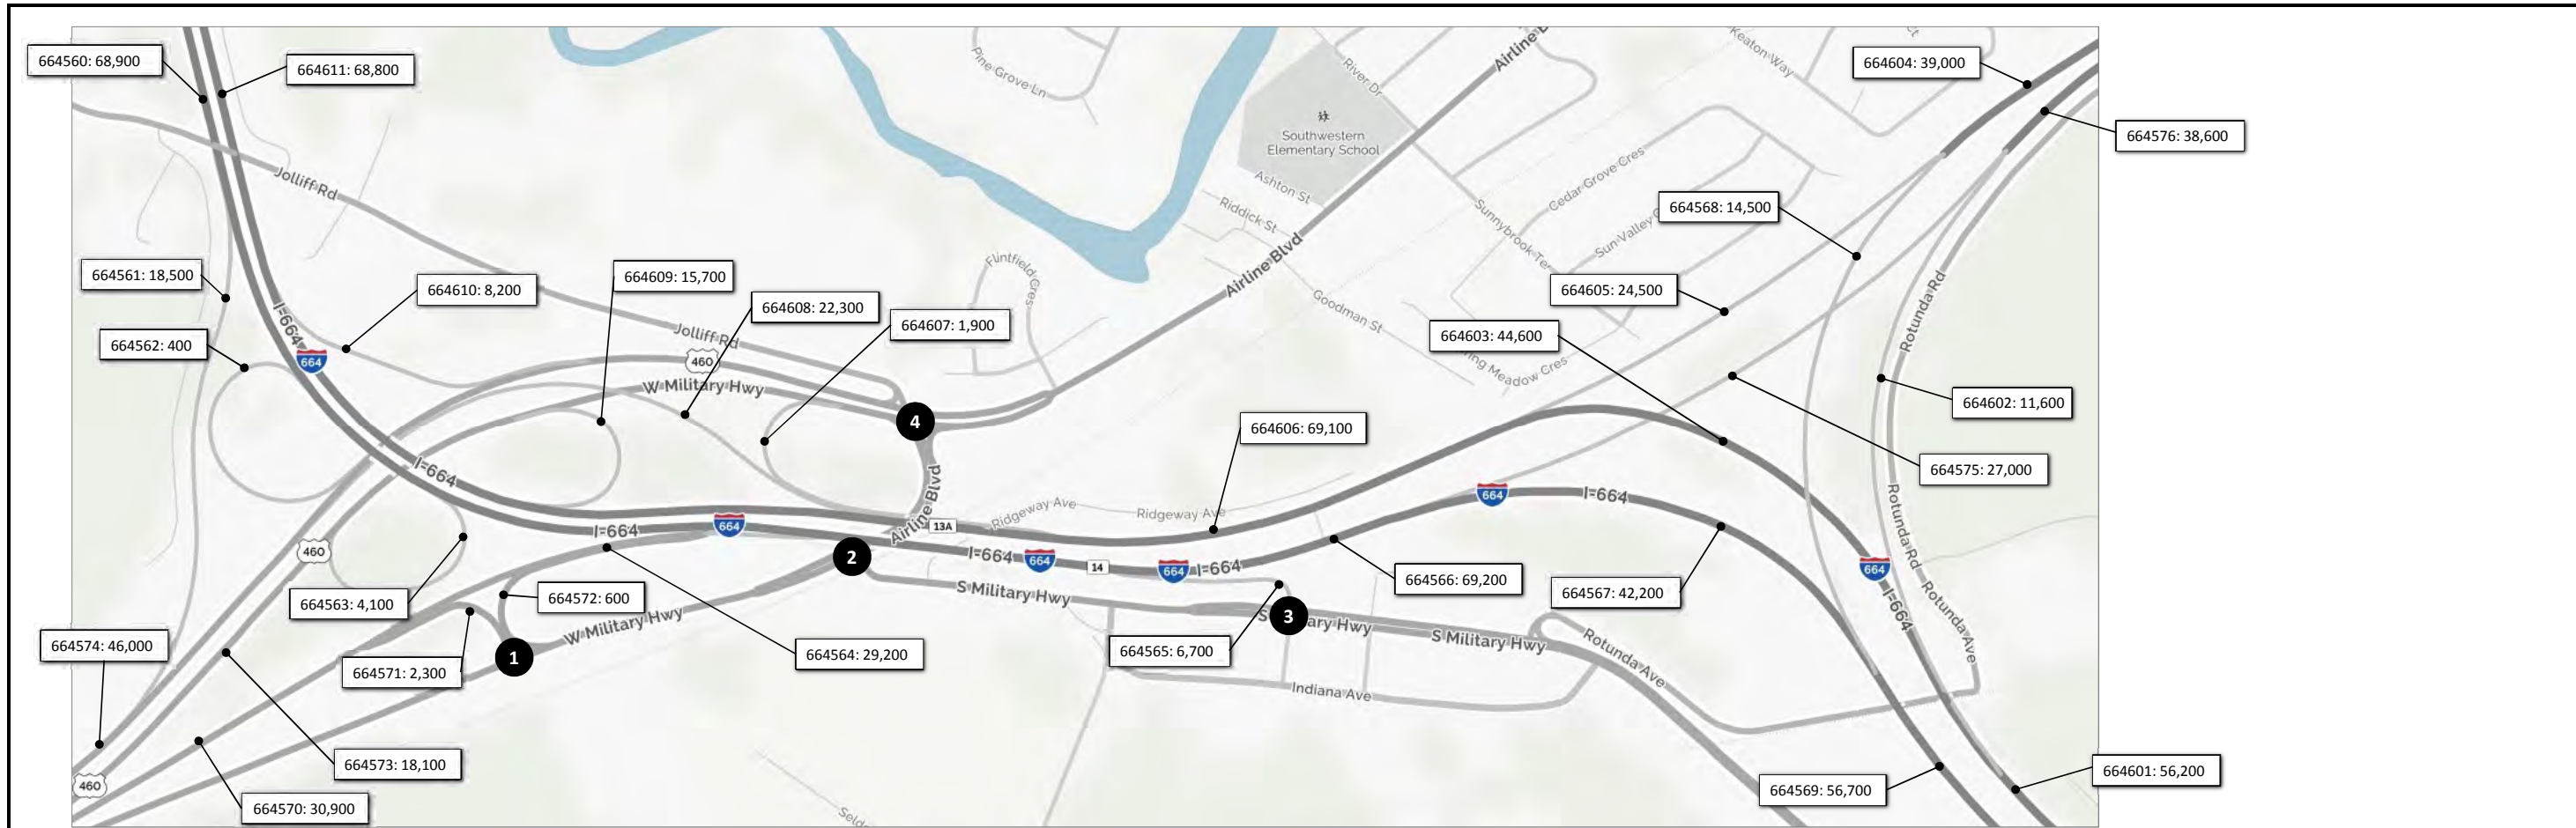 664560: 68,900
664611: 68,800
664604: 39,000
664576: 38,600
664568: 14,500
664561: 18,500
664610: 8,200
664609: 15,700
664608: 22,300
664607: 1,900
664605: 24,500
664603: 44,600
664562: 400
664602: 11,600
664606: 69,100
664575: 27,000
664566: 69,200
664567: 42,200
664563: 4,100
664572: 600
664574: 46,000
664571: 2,300
664564: 29,200
664565: 6,700
664573: 18,100
664570: 30,900
664569: 56,700
664601: 56,200
Pine Grove Ln
Airline B
River Dr
Keaton Way
Ct
Southwestern
Elementary School
Jolliff Rd
Ashton St
Riddick St
Cedar Grove Cres
Sunnybrook Ter
Sun Valley
Airline Blvd
Flintfield Cres
Goodman St
Rotunda Rd
I-664
664
Jolliff Rd
460
W Military Hwy
Meadow Cres
4
I-664
Airline Blvd
13A
Ridgeway Ave
Ridgeway Ave
664
I-664
Rotunda Rd
460
I-664
664
2
I-664
664
14
664
I-664
664
I-664
Rotunda Ave
S Military Hwy
3
S
ary Hwy
S Military Hwy
Rotunda Ave
W Military Hwy
1
Indiana Ave
460
Seld